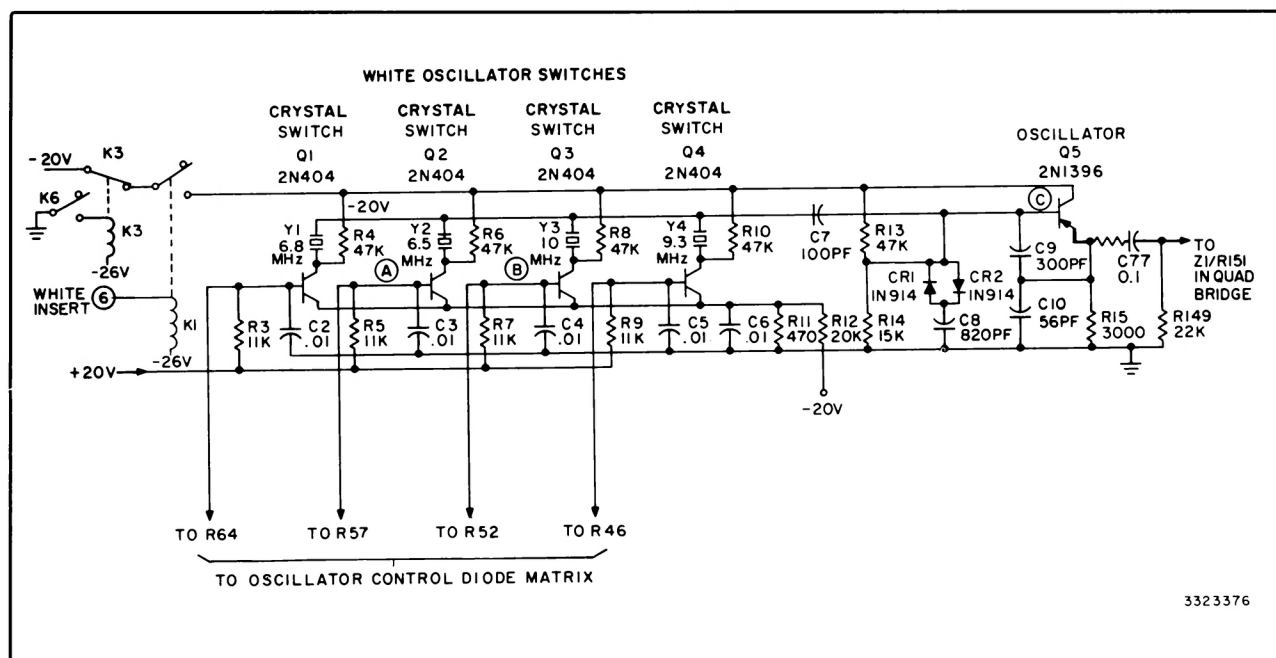 WHITE OSCILLATOR SWITCHES
CRYSTAL SWITCH Q1 2N404
CRYSTAL SWITCH Q2 2N404
CRYSTAL SWITCH Q3 2N404
CRYSTAL SWITCH Q4 2N404
OSCILLATOR Q5 2N1396
-20V
K3
K6
K3
-26V
WHITE INSERT
6
K1
-26V
+20V
-20V
Y1 6.8 MHz
R4 47K
A
Y2 6.5 MHz
R6 47K
B
Y3 10 MHz
R8 47K
Y4 9.3 MHz
R10 47K
C7 100PF
R13 47K
C
CR1 IN914
CR2 IN914
C9 300PF
C77 0.1
TO Z1/R151 IN QUAD BRIDGE
R3 11K
C2 .01
R5 11K
C3 .01
R7 11K
C4 .01
R9 11K
C5 .01
C6 .01
R11 470
R12 20K
R14 15K
C8 820PF
C10 56PF
R15 3000
R149 22K
-20V
TO R64
TO R57
TO R52
TO R46
TO OSCILLATOR CONTROL DIODE MATRIX
3323376